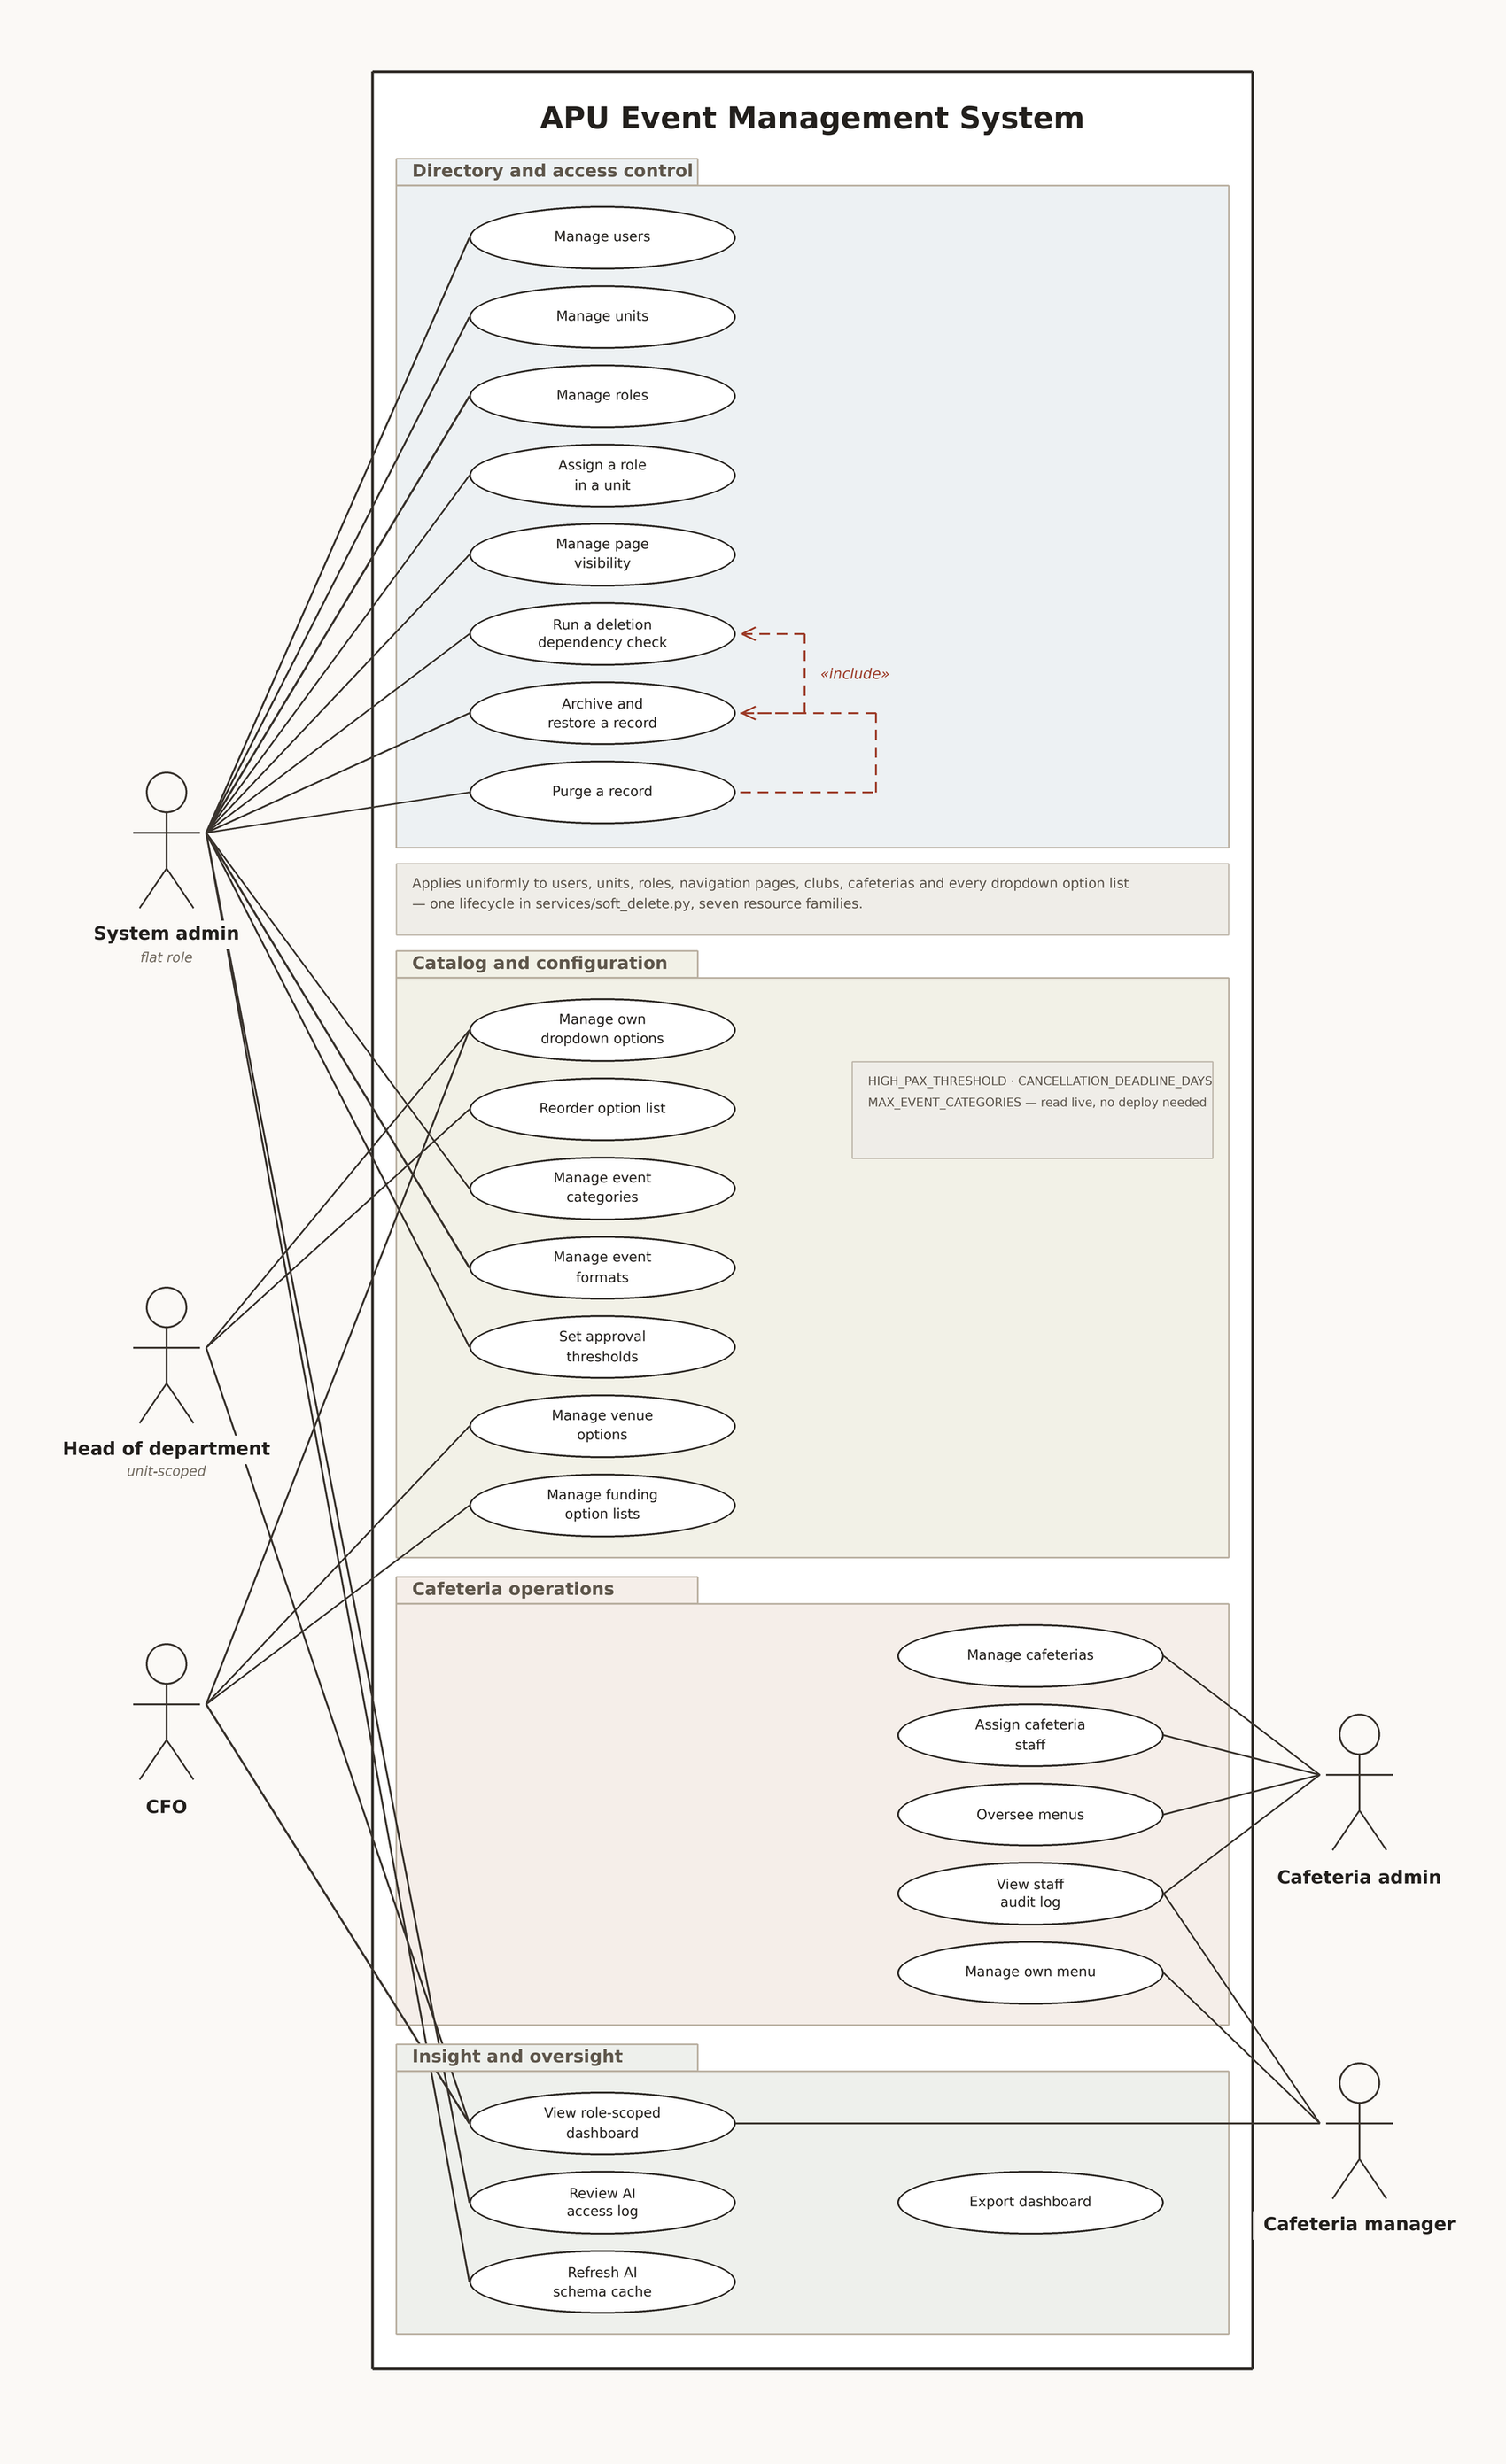 APU Event Management System
Directory and access control
Manage users
Manage units
Manage roles
Assign a role
in a unit
Manage page
visibility
Run a deletion
dependency check
«include»
Archive and
restore a record
Purge a record
System admin
flat role
Applies uniformly to users, units, roles, navigation pages, clubs, cafeterias and every dropdown option list
— one lifecycle in services/soft_delete.py, seven resource families.
Catalog and configuration
Manage own
dropdown options
HIGH_PAX_THRESHOLD · CANCELLATION_DEADLINE_DAYS
MAX_EVENT_CATEGORIES — read live, no deploy needed
Reorder option list
Manage event
categories
Manage event
formats
Set approval
thresholds
Head of department
unit-scoped
Manage venue
options
Manage funding
option lists
Cafeteria operations
Manage cafeterias
Assign cafeteria
staff
CFO
Oversee menus
View staff
audit log
Cafeteria admin
Manage own menu
Insight and oversight
View role-scoped
dashboard
Review AI
access log
Export dashboard
Cafeteria manager
Refresh AI
schema cache